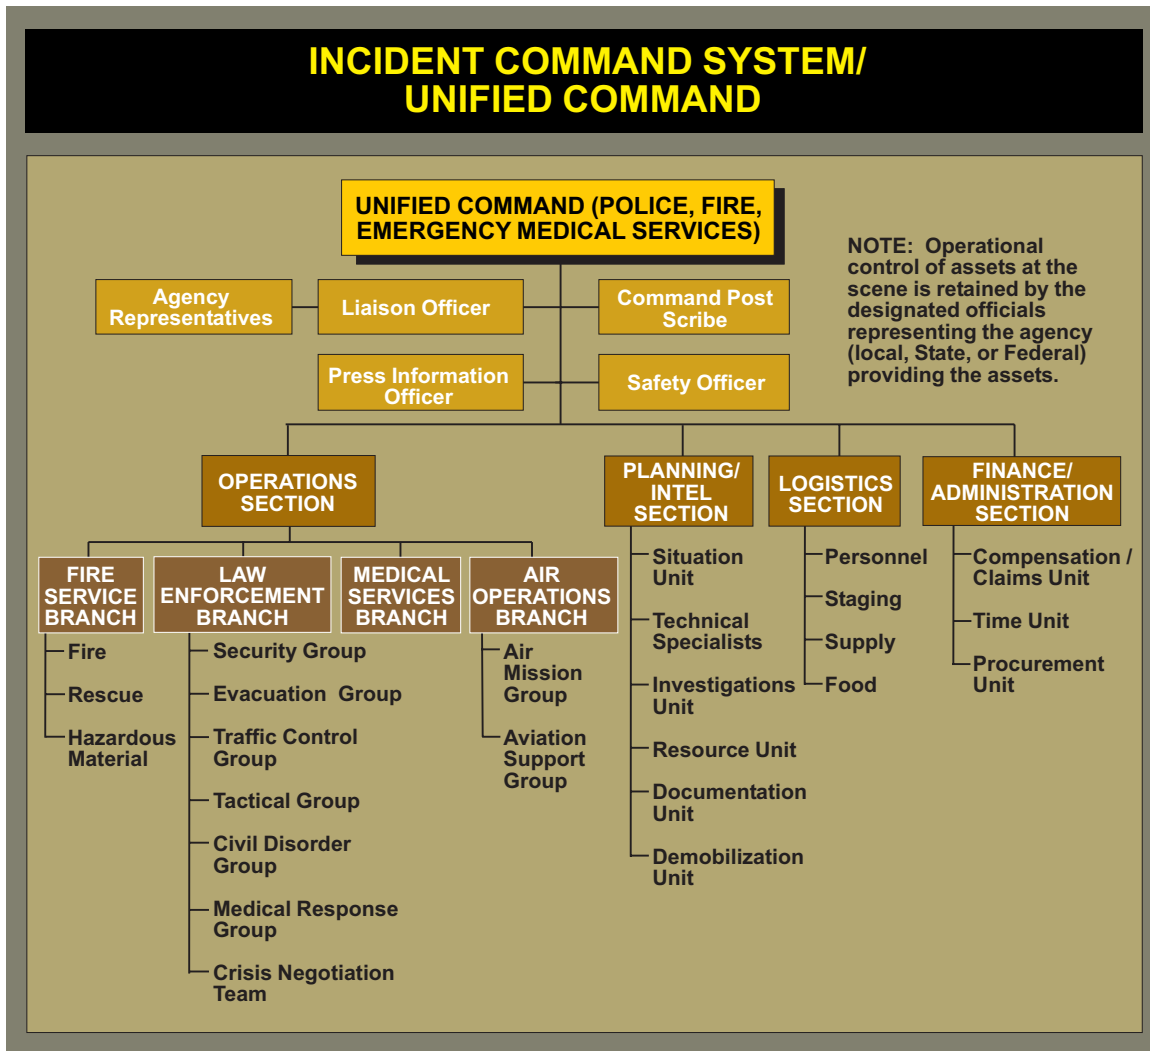 INCIDENT COMMAND SYSTEM/
UNIFIED COMMAND
UNIFIED COMMAND (POLICE, FIRE,
EMERGENCY MEDICAL SERVICES)
NOTE:  Operational
control of assets at the
scene is retained by the
designated officials
representing the agency
(local, State, or Federal)
providing the assets.
Agency
Representatives
Liaison Officer
Command Post
Scribe
Press Information
Officer
Safety Officer
OPERATIONS
SECTION
PLANNING/
INTEL
SECTION
LOGISTICS
SECTION
FINANCE/
ADMINISTRATION
SECTION
FIRE
SERVICE
BRANCH
Fire
Rescue
Hazardous
Material
LAW
ENFORCEMENT
BRANCH
Security Group
Evacuation  Group
Traffic Control
Group
Tactical Group
Civil Disorder
Group
Medical Response
Group
Crisis Negotiation
Team
MEDICAL
SERVICES
BRANCH
AIR
OPERATIONS
BRANCH
Air
Mission
Group
Aviation
Support
Group
Situation
Unit
Technical
Specialists
Investigations
Unit
Resource Unit
Documentation
Unit
Demobilization
Unit
Personnel
Staging
Supply
Food
Compensation /
Claims Unit
Time Unit
Procurement
Unit